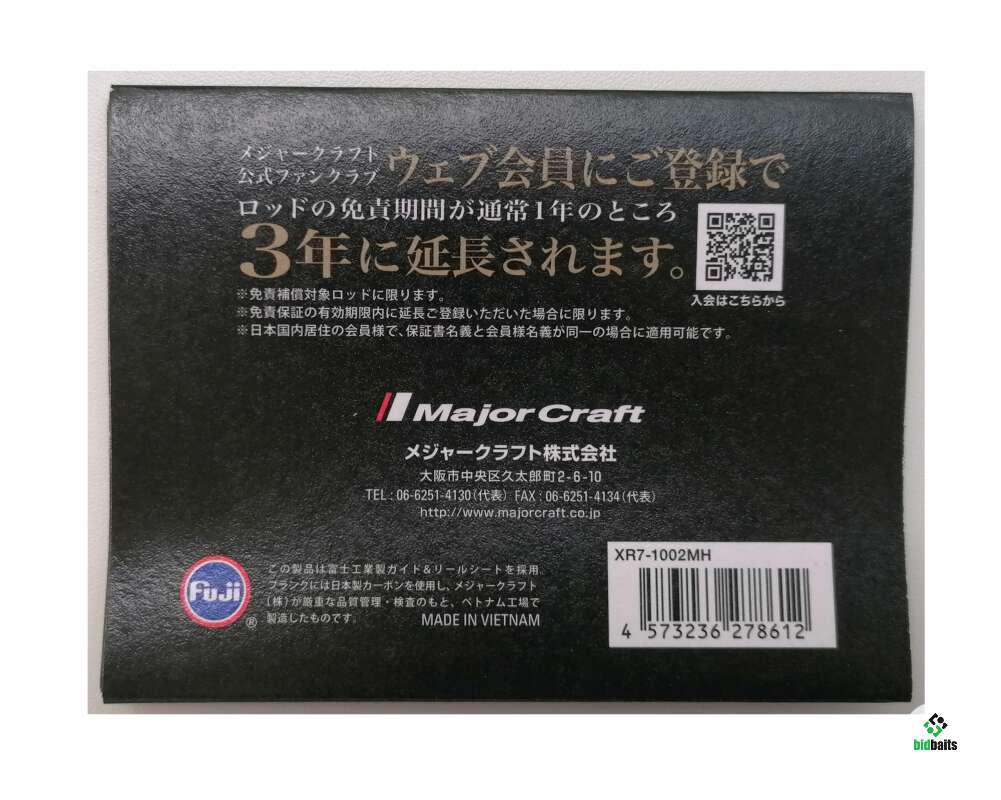 メジャークラフト
公式ファンクラブ
ウェブ会員にご登録で
ロッドの免責期間が通常1年のところ
3年に延長されます。
入会はこちらから
※免責補償対象ロッドに限ります。
※免責保証の有効期限内に延長ご登録いただいた場合に限ります。
※日本国内居住の会員様で、保証書名義と会員様名義が同一の場合に適用可能です。
Major Craft
メジャークラフト株式会社
大阪市中央区久太郎町2-6-10
TEL : 06-6251-4130(代表) FAX : 06-6251-4134(代表)
http://www.majorcraft.co.jp
Fuji
®
この製品は富士工業製ガイド&リールシートを採用
ブランクには日本製カーボンを使用し、メジャークラフト
(株)が厳重な品質管理・検査のもと、ベトナム工場で
製造したものです。
MADE IN VIETNAM
XR7-1002MH
4 573236 278612
bidbaits